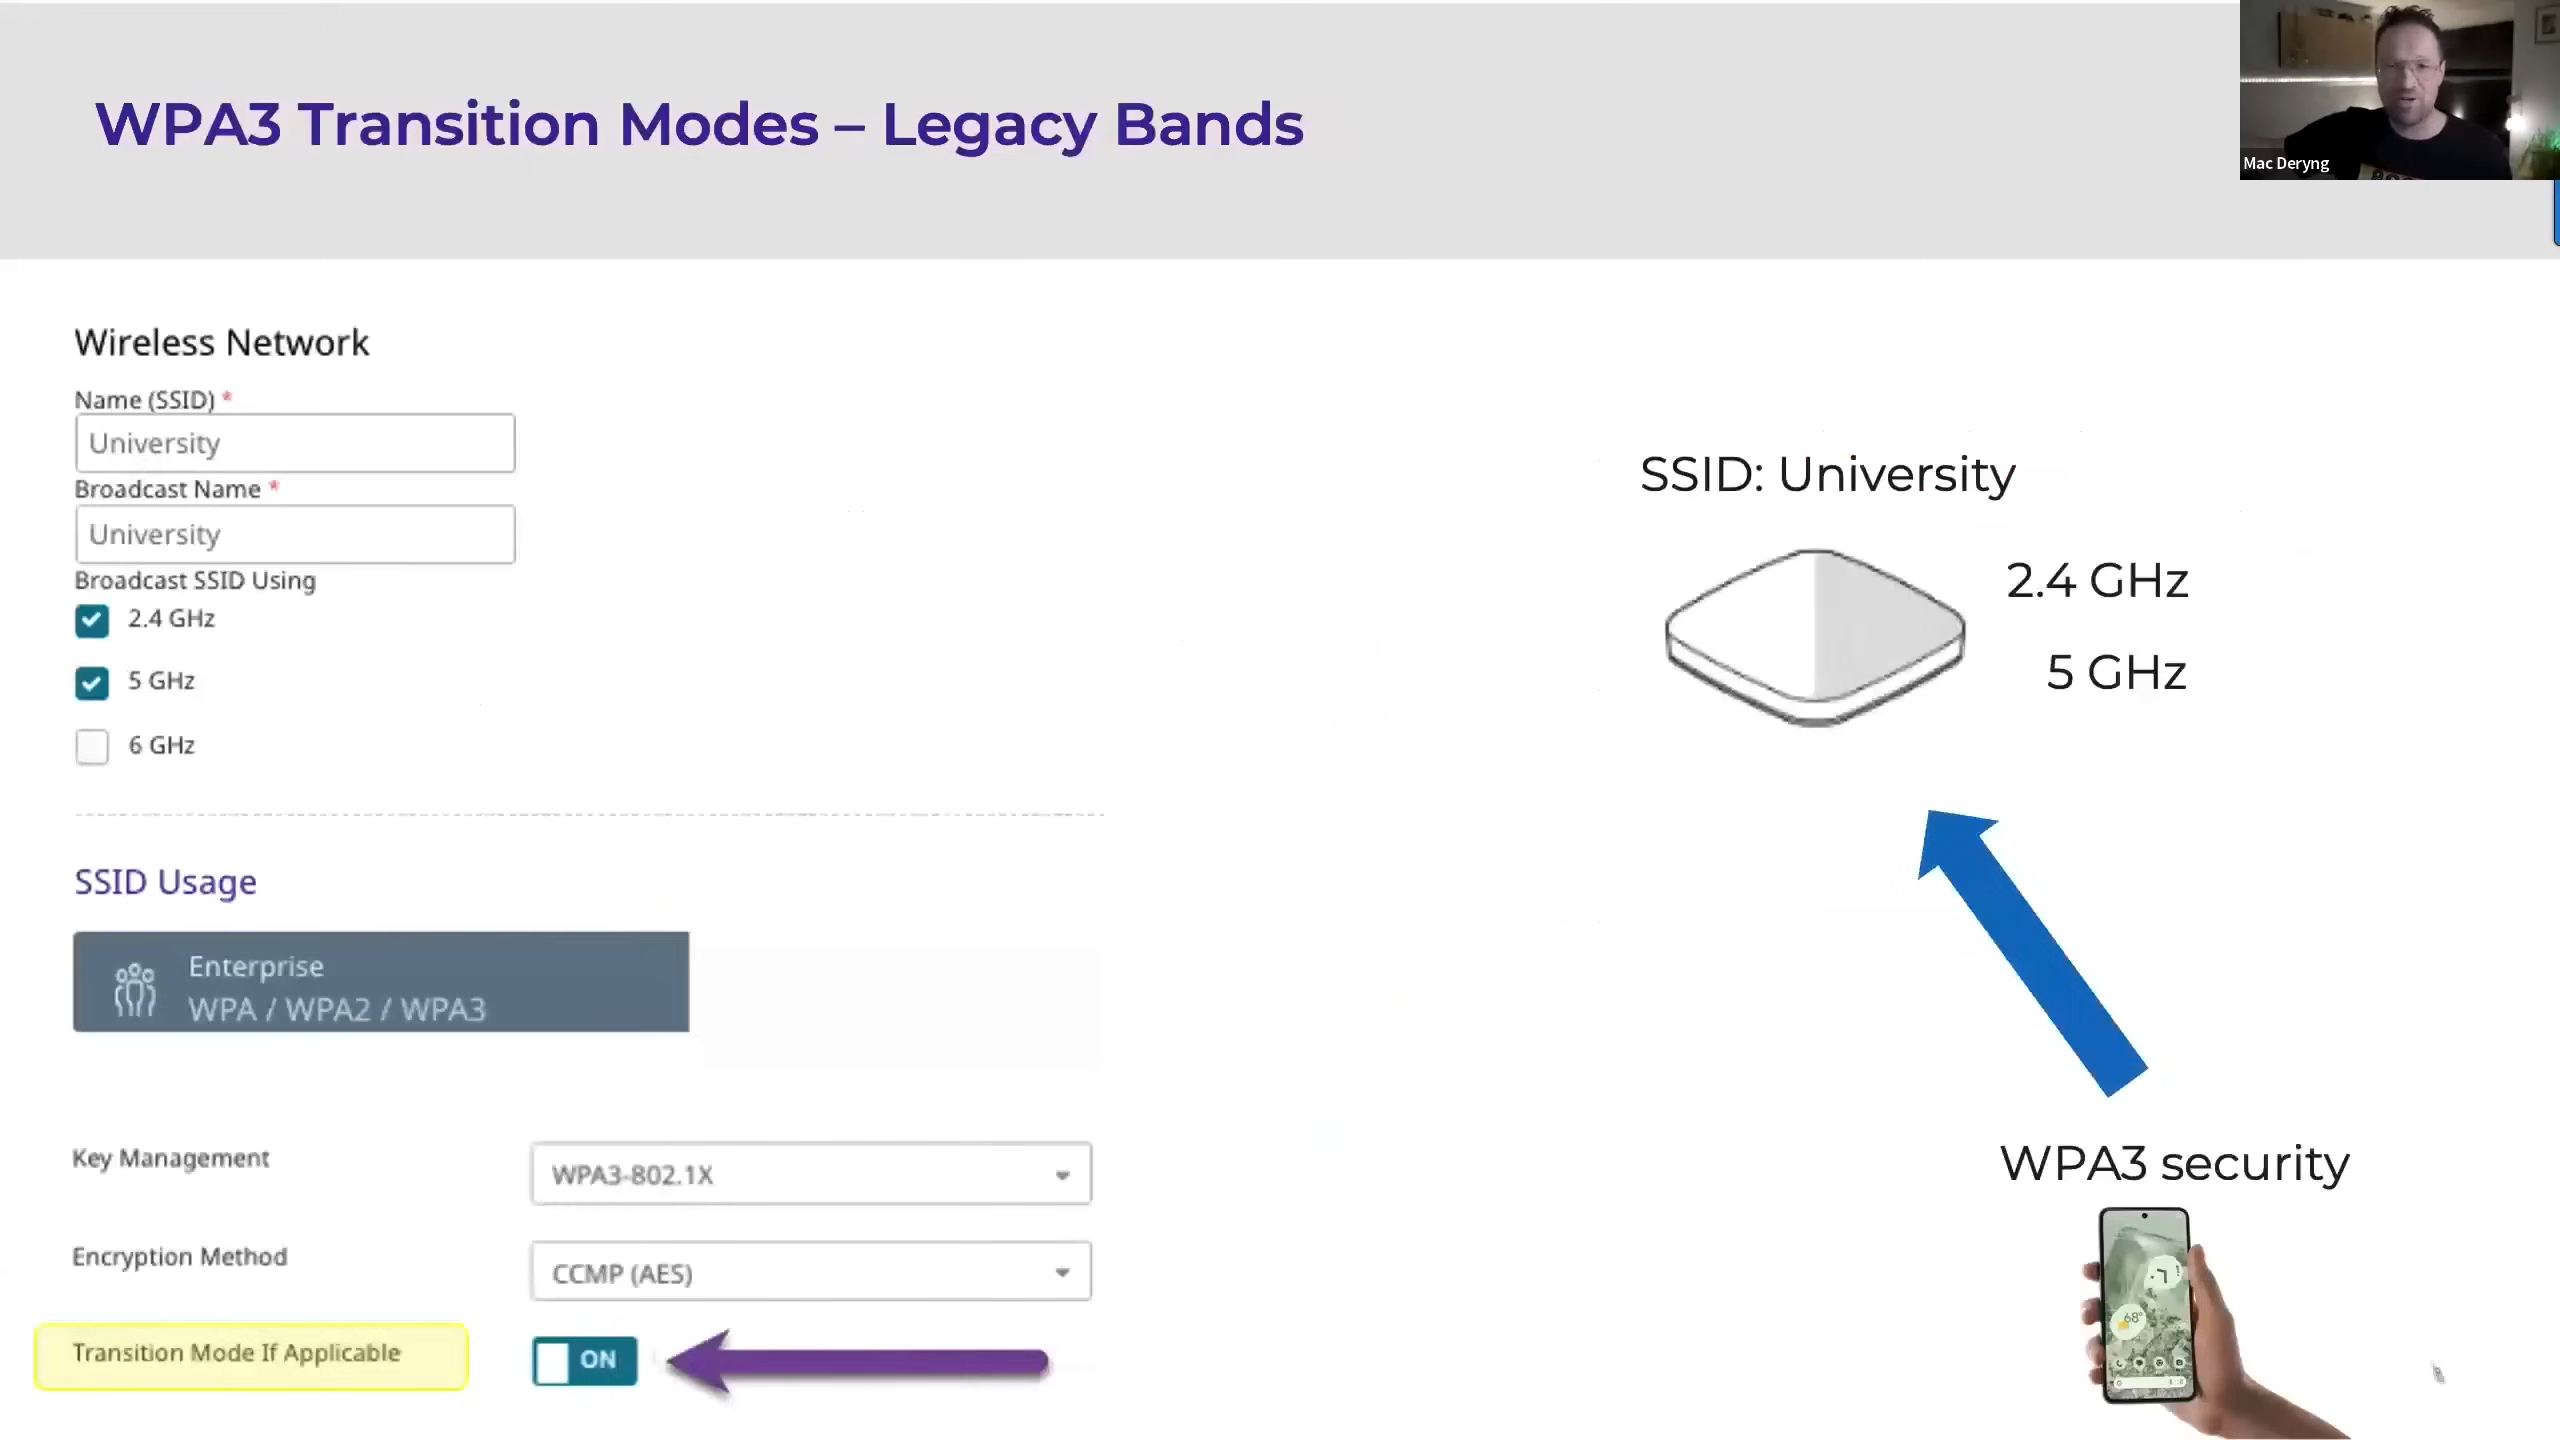 WPA3 Transition Modes – Legacy Bands
Mac Deryng
Wireless Network
Name (SSID) *
University
Broadcast Name *
University
Broadcast SSID Using
2.4 GHz
5 GHz
6 GHz
SSID Usage
Enterprise
WPA / WPA2 / WPA3
Key Management
WPA3-802.1X
Encryption Method
CCMP (AES)
Transition Mode If Applicable
ON
SSID: University
2.4 GHz
5 GHz
WPA3 security
68°